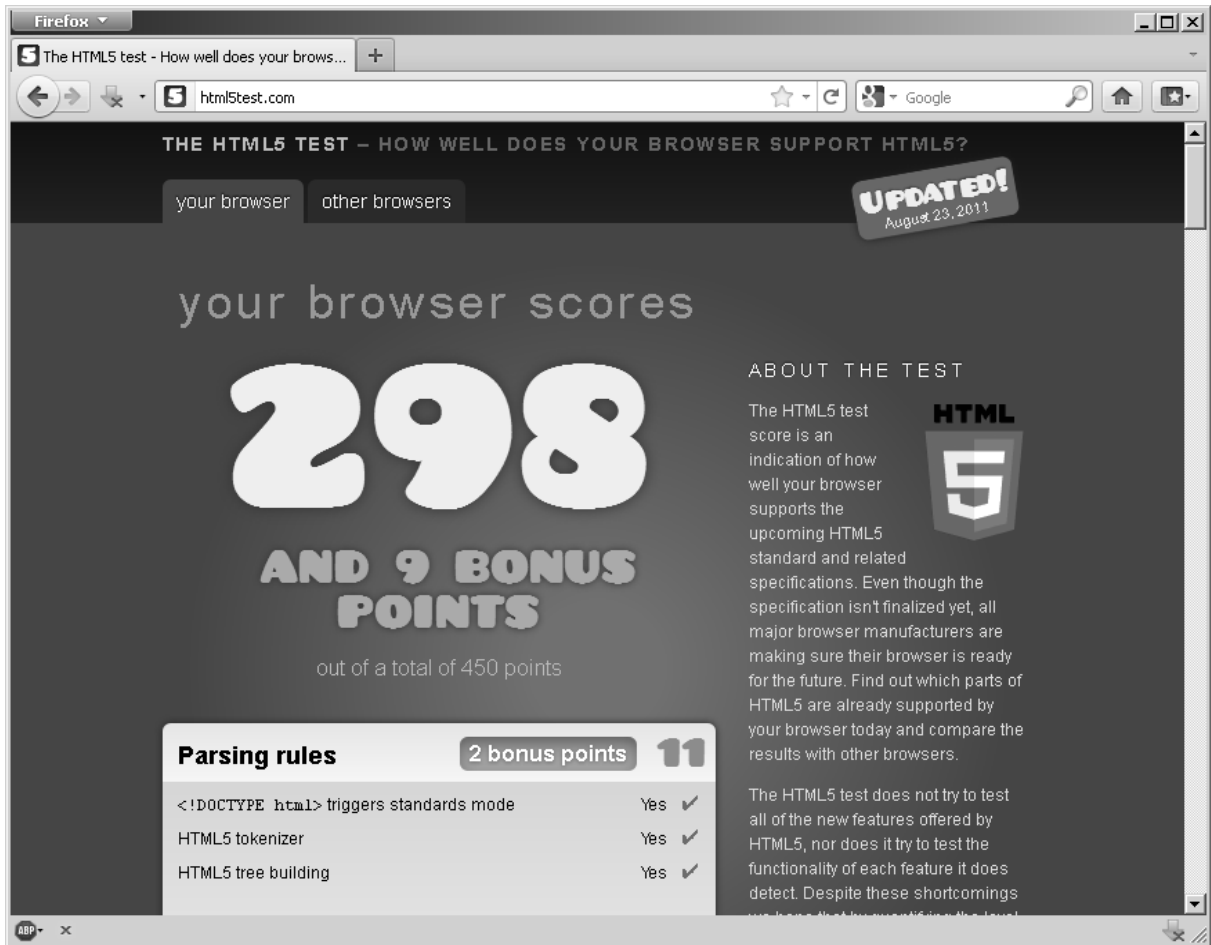 Firefox
The HTML5 test - How well does your brows...
html5test.com
Google
THE HTML5 TEST – HOW WELL DOES YOUR BROWSER SUPPORT HTML5?
your browser
other browsers
UPDATED!
August 23, 2011
your browser scores
298
AND 9 BONUS
POINTS
out of a total of 450 points
Parsing rules
2 bonus points
11
<!DOCTYPE html> triggers standards mode Yes ✔
HTML5 tokenizer Yes ✔
HTML5 tree building Yes ✔
ABOUT THE TEST
HTML
5
The HTML5 test
score is an
indication of how
well your browser
supports the
upcoming HTML5
standard and related
specifications. Even though the
specification isn't finalized yet, all
major browser manufacturers are
making sure their browser is ready
for the future. Find out which parts of
HTML5 are already supported by
your browser today and compare the
results with other browsers.
The HTML5 test does not try to test
all of the new features offered by
HTML5, nor does it try to test the
functionality of each feature it does
detect. Despite these shortcomings
ABP